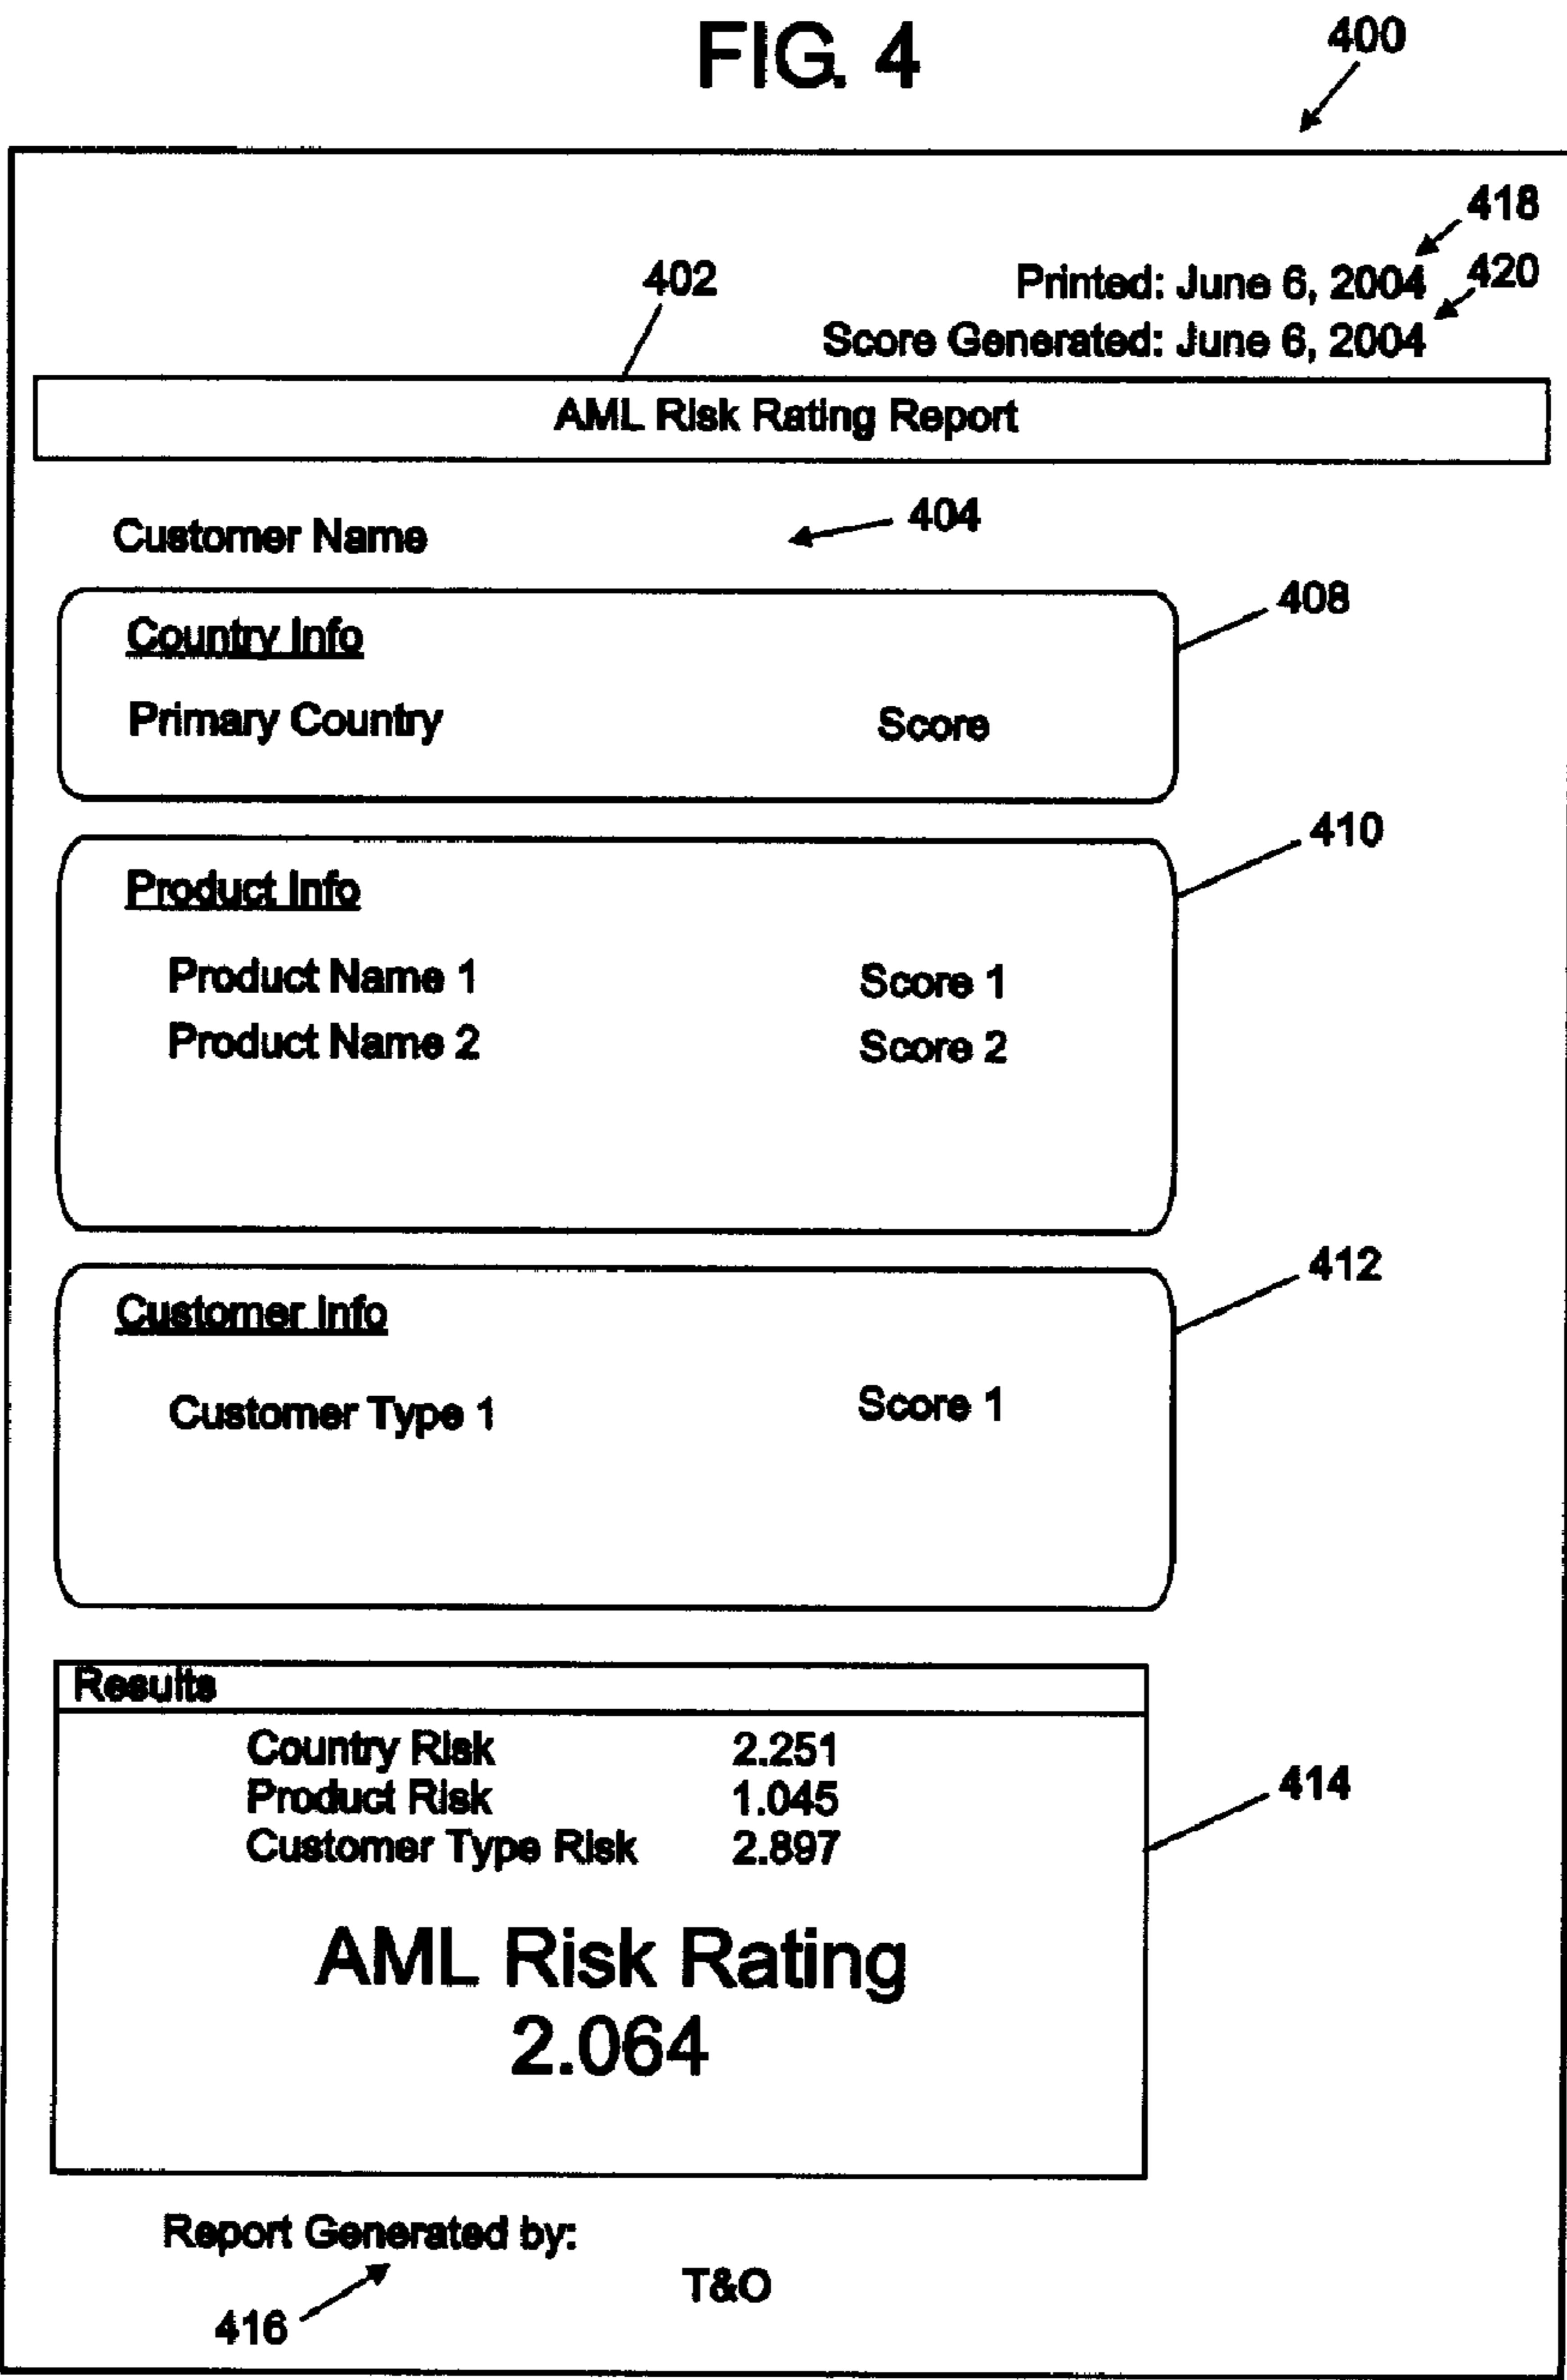 FIG. 4
400
418
402
Printed: June 6, 2004
420
Score Generated: June 6, 2004
AML Risk Rating Report
Customer Name
404
408
Country Info
Primary Country Score
410
Product Info
Product Name 1 Score 1
Product Name 2 Score 2
412
Customer Info
Customer Type 1 Score 1
Results
Country Risk 2.251
Product Risk 1.045
Customer Type Risk 2.897
414
AML Risk Rating
2.064
Report Generated by:
T&O
416